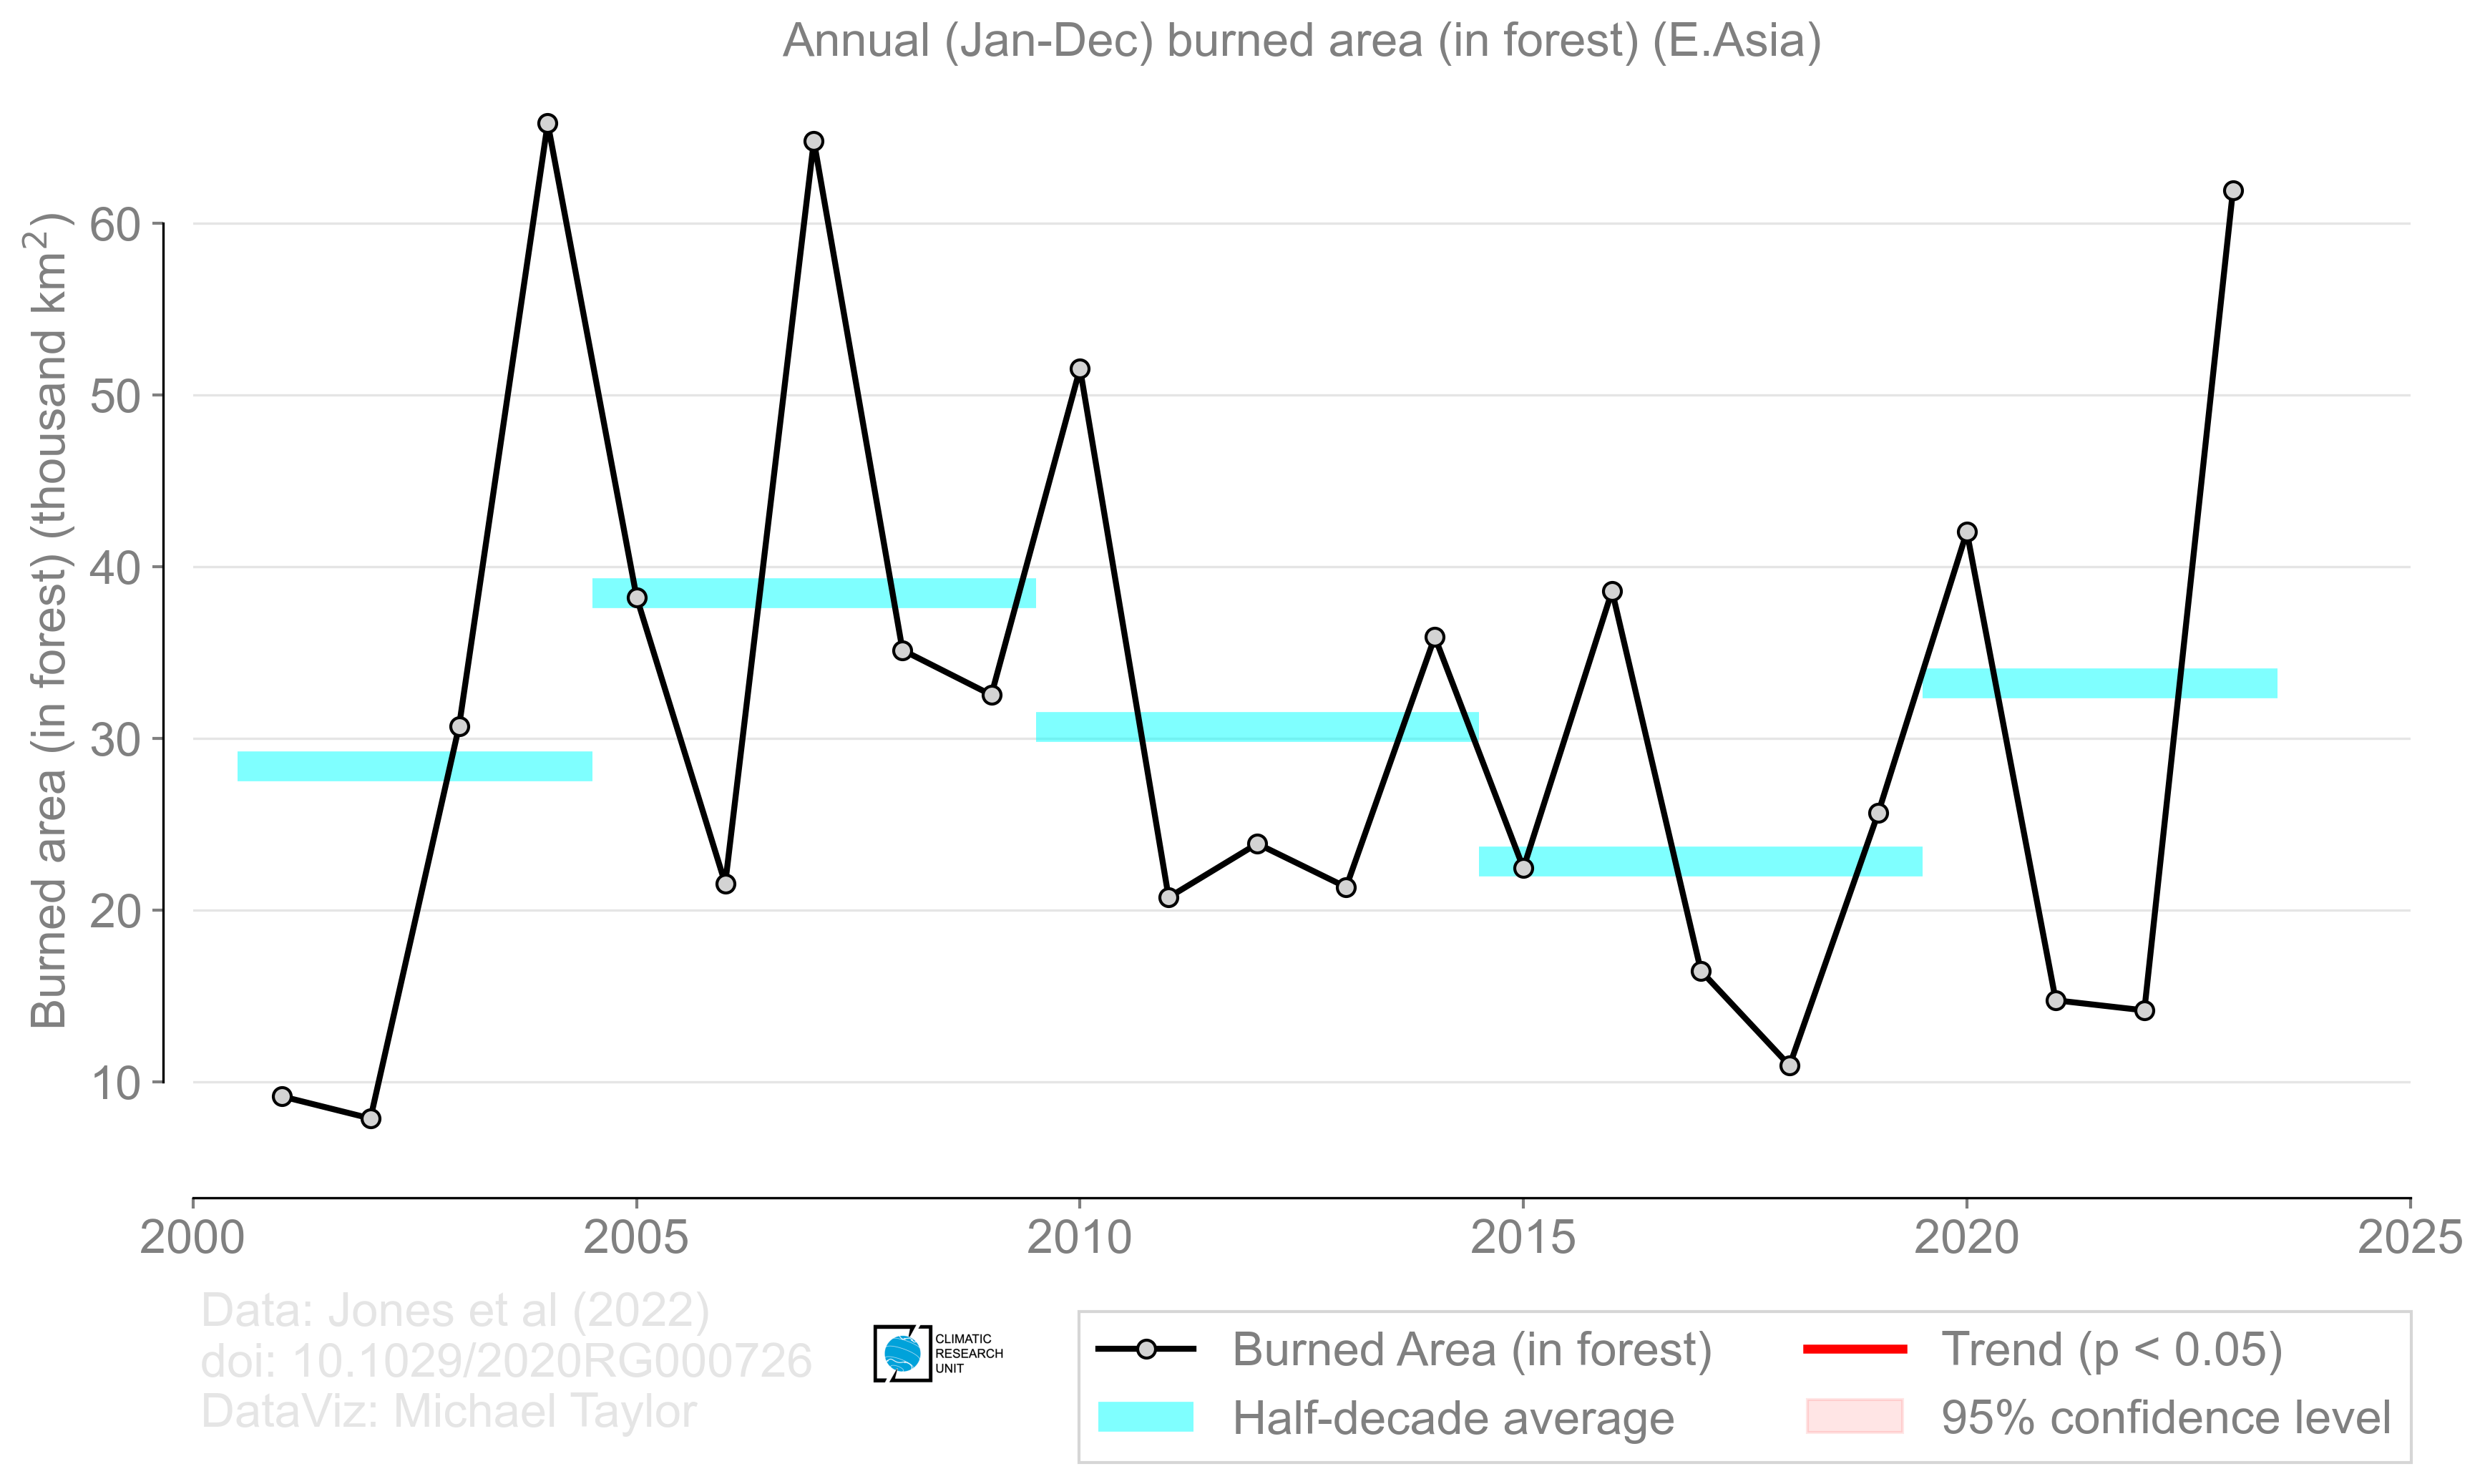 Annual (Jan-Dec) burned area (in forest) (E.Asia)
Burned area (in forest) (thousand km²)
60
50
40
30
20
10
2000 2005 2010 2015 2020 2025
Data: Jones et al (2022)
doi: 10.1029/2020RG000726
DataViz: Michael Taylor
CLIMATIC
RESEARCH
UNIT
Burned Area (in forest)
Half-decade average
Trend (p < 0.05)
95% confidence level